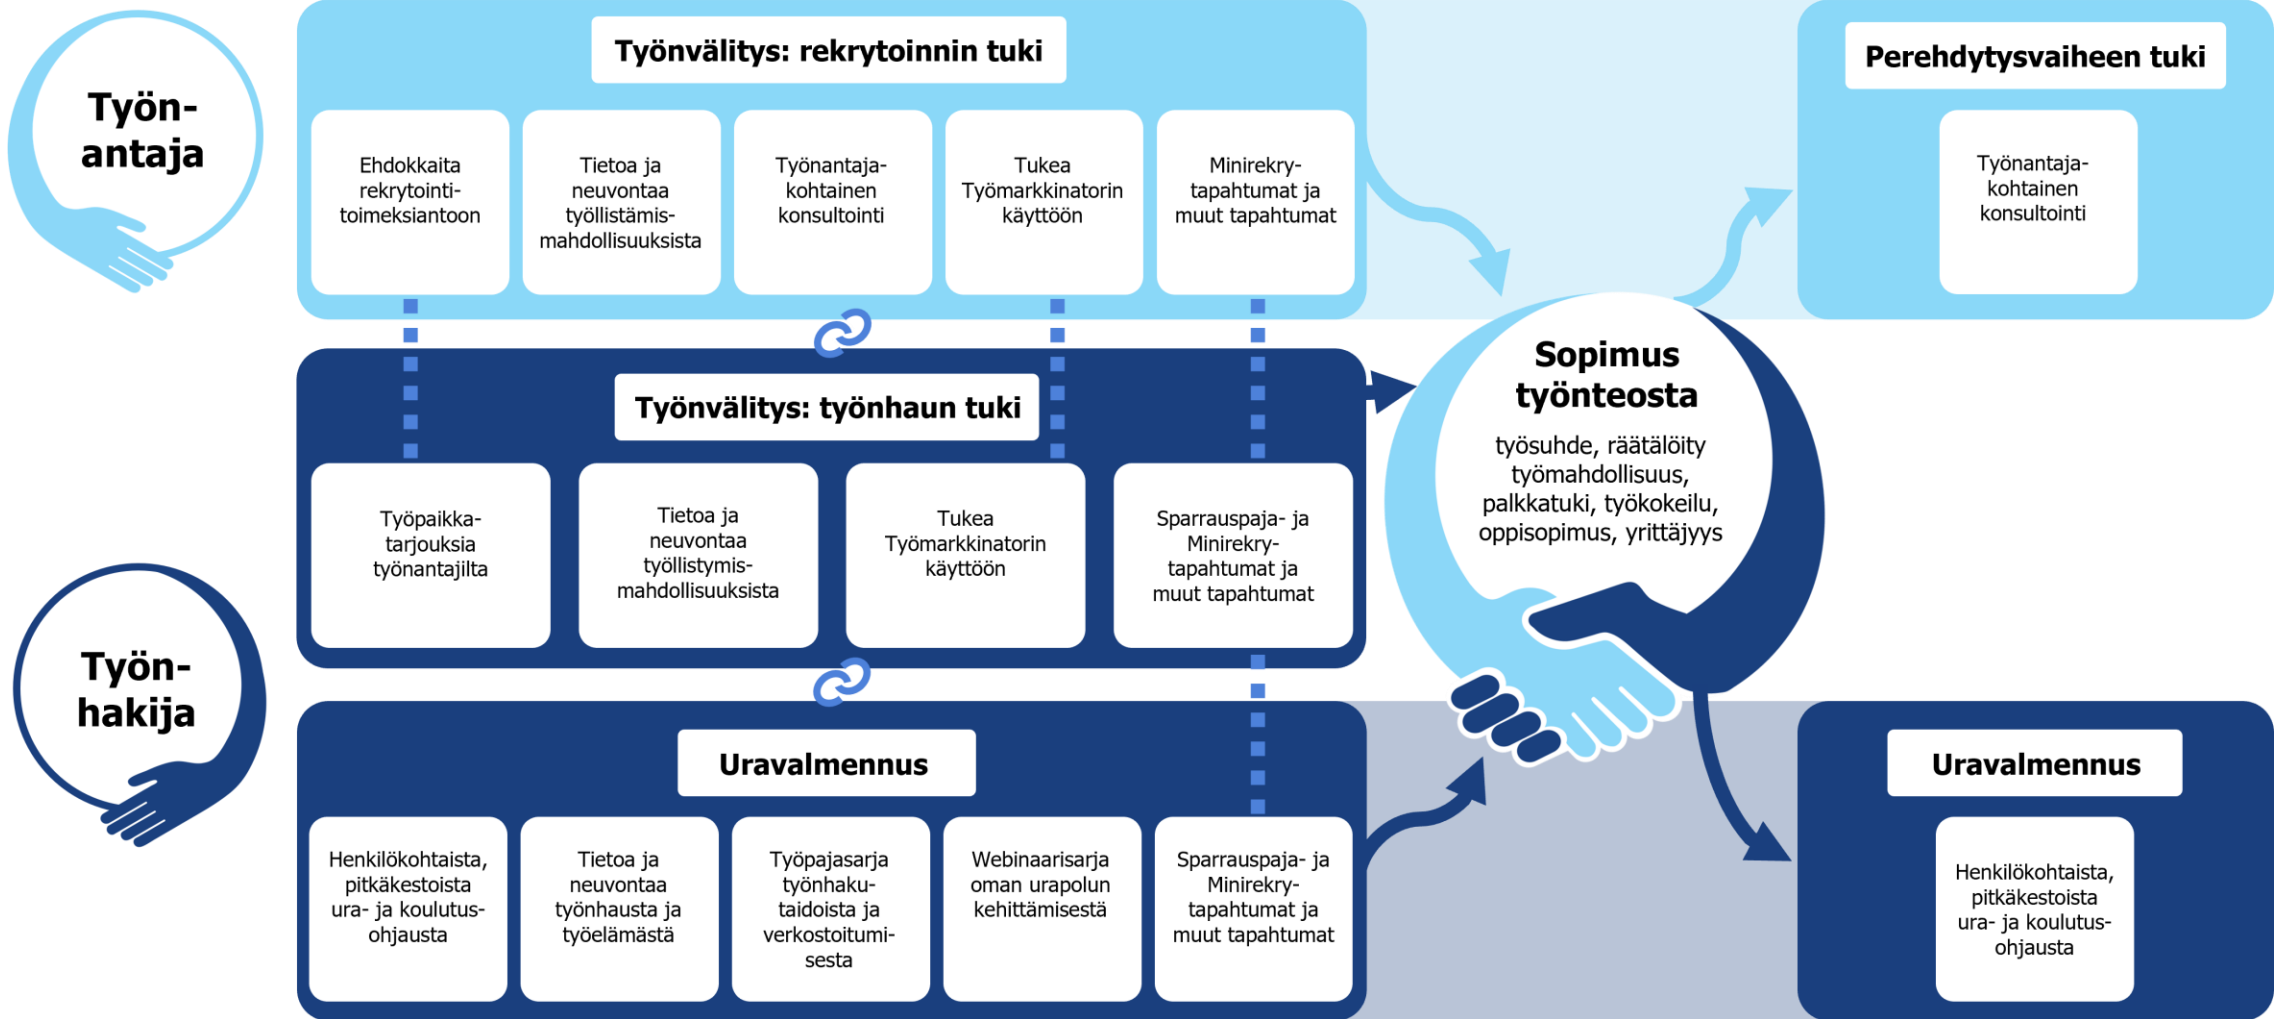 Työn-
antaja
Työnvälitys: rekrytoinnin tuki
Ehdokkaita
rekrytointi-
toimeksiantoon
Tietoa ja
neuvontaa
työllistämis-
mahdollisuuksista
Työnantaja-
kohtainen
konsultointi
Tukea
Työmarkkinatorin
käyttöön
Minirekry-
tapahtumat ja
muut tapahtumat
Perehdytysvaiheen tuki
Työnantaja-
kohtainen
konsultointi
Työnvälitys: työnhaun tuki
Työpaikka-
tarjouksia
työnantajilta
Tietoa ja
neuvontaa
työllistymis-
mahdollisuuksista
Tukea
Työmarkkinatorin
käyttöön
Sparrauspaja- ja
Minirekry-
tapahtumat ja
muut tapahtumat
Sopimus
työnteosta
työsuhde, räätälöity
työmahdollisuus,
palkkatuki, työkokeilu,
oppisopimus, yrittäjyys
Työn-
hakija
Uravalmennus
Henkilökohtaista,
pitkäkestoista
ura- ja koulutus-
ohjausta
Tietoa ja
neuvontaa
työnhausta ja
työelämästä
Työpajasarja
työnhaku-
taidoista ja
verkostoitumi-
sesta
Webinaarisarja
oman urapolun
kehittämisestä
Sparrauspaja- ja
Minirekry-
tapahtumat ja
muut tapahtumat
Uravalmennus
Henkilökohtaista,
pitkäkestoista
ura- ja koulutus-
ohjausta